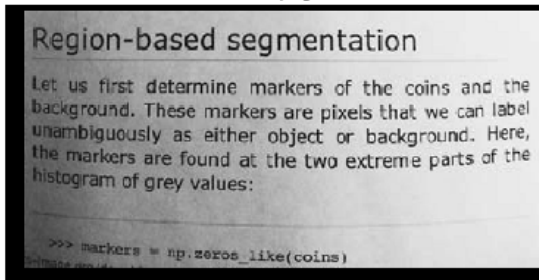 Region-based segmentation
Let us first determine markers of the coins and the
background. These markers are pixels that we can label
unambiguously as either object or background. Here,
the markers are found at the two extreme parts of the
histogram of grey values:
>>> markers = np.zeros_like(coins)